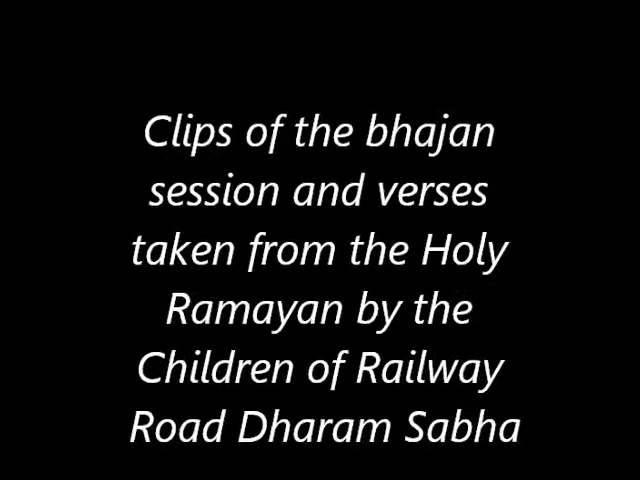 Clips of the bhajan
session and verses
taken from the Holy
Ramayan by the
Children of Railway
Road Dharam Sabha